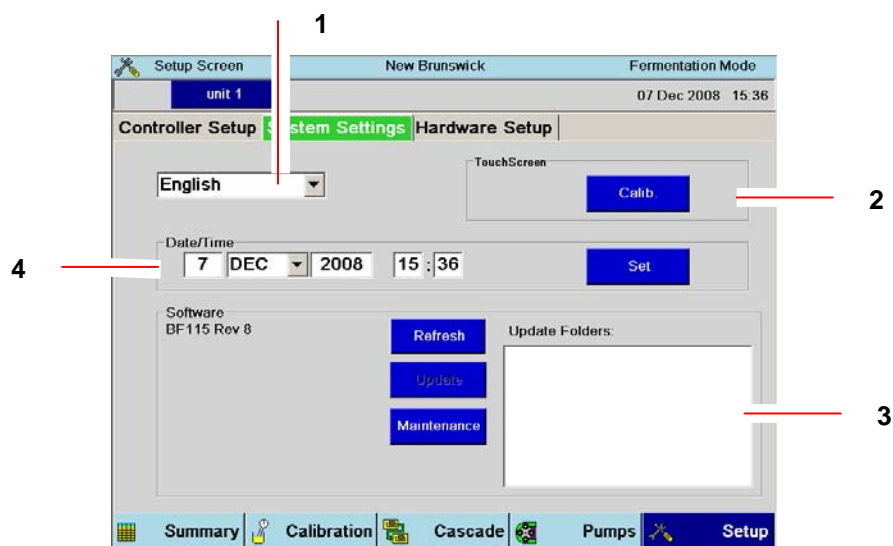 1
Setup Screen New Brunswick Fermentation Mode
unit 1 07 Dec 2008 15:36
Controller Setup System Settings Hardware Setup
TouchScreen
English Calib. 2
Date/Time
4 7 DEC 2008 15 : 36 Set
Software
BF115 Rev 8 Refresh Update Folders:
Update
3
Maintenance
Summary Calibration Cascade Pumps Setup